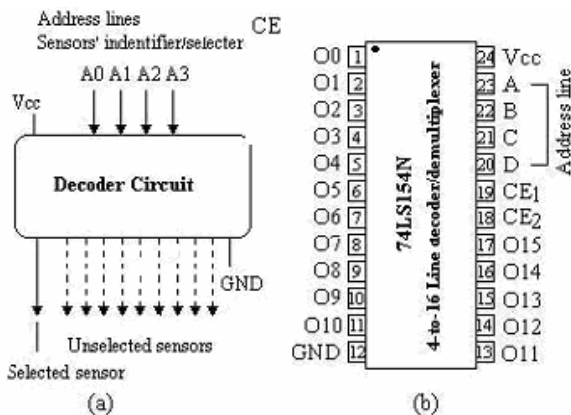 Address lines
Sensors' indentifier/selecter
CE
A0 A1 A2 A3
Vcc
Decoder Circuit
GND
Unselected sensors
Selected sensor
(a)
O0 1
O1 2
O2 3
O3 4
O4 5
O5 6
O6 7
O7 8
O8 9
O9 10
O10 11
GND 12
74LS154N
4-to-16 Line decoder/demultiplexer
24 Vcc
23 A
22 B
21 C
20 D
19 CE1
18 CE2
17 O15
16 O14
15 O13
14 O12
13 O11
Address line
(b)